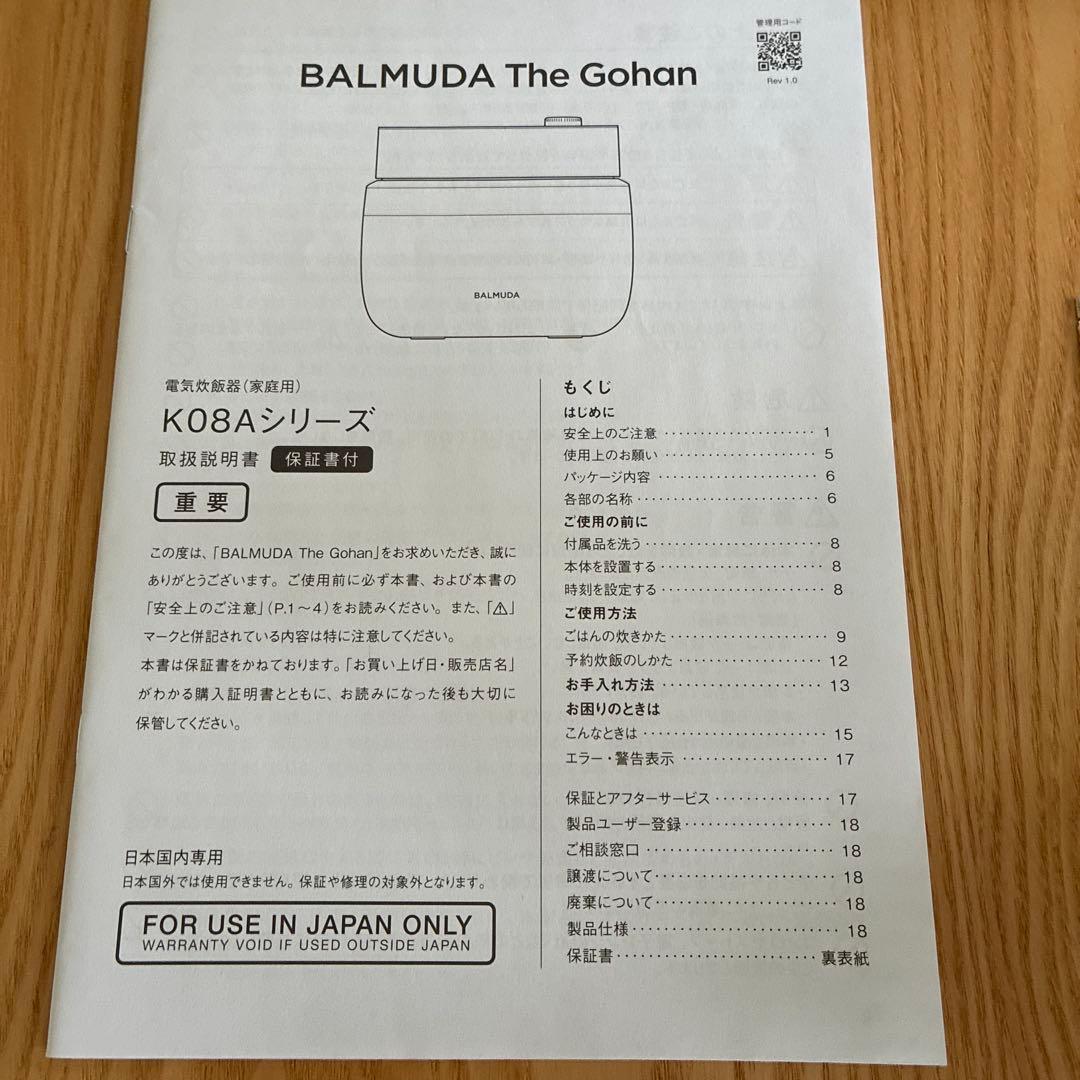 管理用コード
Rev 1.0
BALMUDA The Gohan
BALMUDA
電気炊飯器(家庭用)
K08Aシリーズ
取扱説明書 保証書付
重要
この度は、「BALMUDA The Gohan」をお求めいただき、誠に
ありがとうございます。ご使用前に必ず本書、および本書の
「安全上のご注意」(P.1〜4)をお読みください。また、「⚠」
マークと併記されている内容は特に注意してください。
本書は保証書をかねております。「お買い上げ日・販売店名」
がわかる購入証明書とともに、お読みになった後も大切に
保管してください。
日本国内専用
日本国外では使用できません。保証や修理の対象外となります。
FOR USE IN JAPAN ONLY
WARRANTY VOID IF USED OUTSIDE JAPAN
もくじ
はじめに
安全上のご注意 ···················· 1
使用上のお願い ···················· 5
パッケージ内容 ···················· 6
各部の名称 ························ 6
ご使用の前に
付属品を洗う ······················ 8
本体を設置する ···················· 8
時刻を設定する ···················· 8
ご使用方法
ごはんの炊きかた ·················· 9
予約炊飯のしかた ·················· 12
お手入れ方法 ······················ 13
お困りのときは
こんなときは ······················ 15
エラー・警告表示 ·················· 17
保証とアフターサービス ············ 17
製品ユーザー登録 ·················· 18
ご相談窓口 ························ 18
譲渡について ······················ 18
廃棄について ······················ 18
製品仕様 ·························· 18
保証書 ···························· 裏表紙